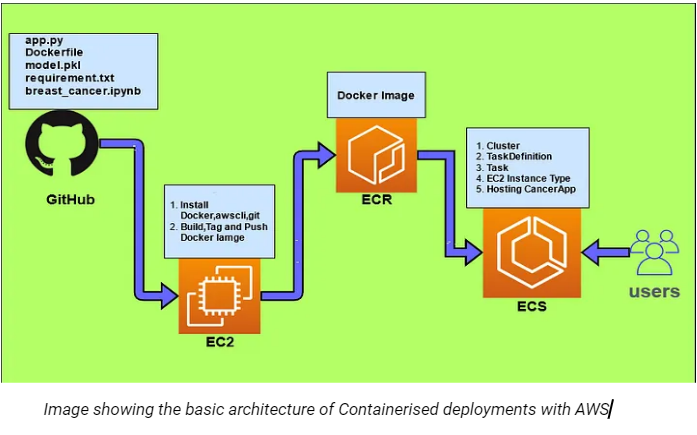 app.py
Dockerfile
model.pkl
requirement.txt
breast_cancer.ipynb
GitHub
1. Install
Docker,awscli,git
2. Build,Tag and Push
Docker Iamge
EC2
Docker Image
ECR
1. Cluster
2. TaskDefinition
3. Task
4. EC2 Instance Type
5. Hosting CancerApp
ECS
users
Image showing the basic architecture of Containerised deployments with AWS